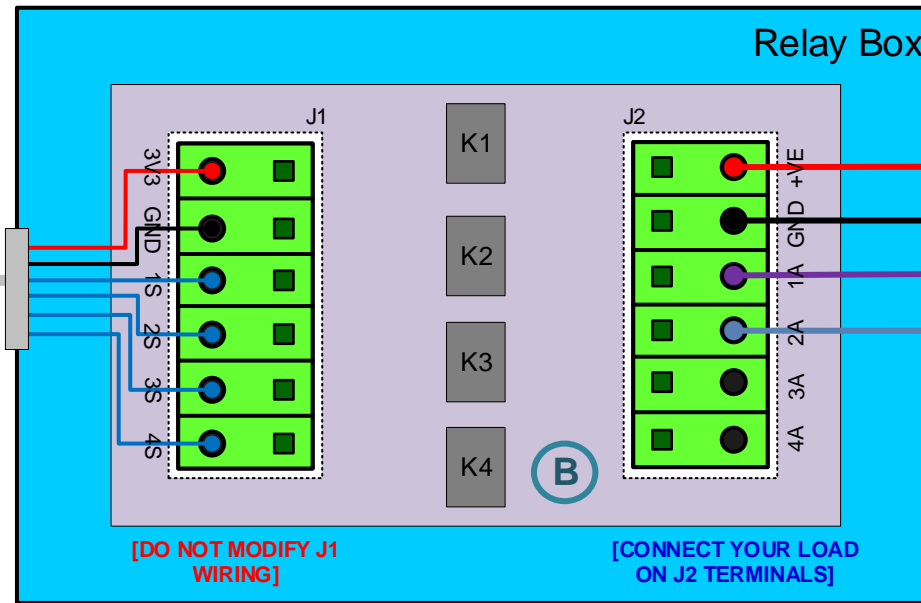 Relay Box
J1
J2
3V3
GND
1S
2S
3S
4S
K1
K2
K3
K4
B
+VE
GND
1A
2A
3A
4A
[DO NOT MODIFY J1
WIRING]
[CONNECT YOUR LOAD
ON J2 TERMINALS]